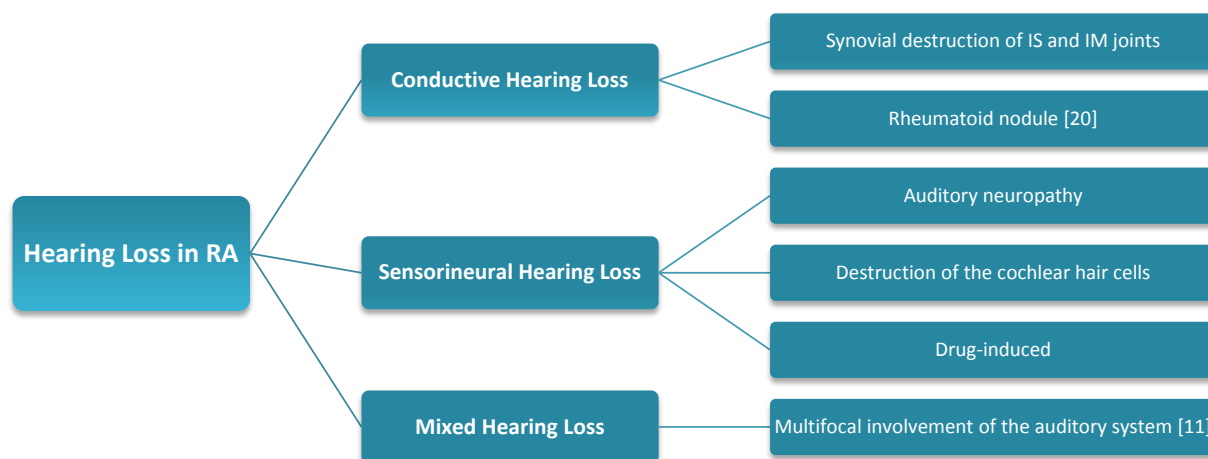 Hearing Loss in RA
Conductive Hearing Loss
Synovial destruction of IS and IM joints
Rheumatoid nodule [20]
Sensorineural Hearing Loss
Auditory neuropathy
Destruction of the cochlear hair cells
Drug-induced
Mixed Hearing Loss
Multifocal involvement of the auditory system [11]